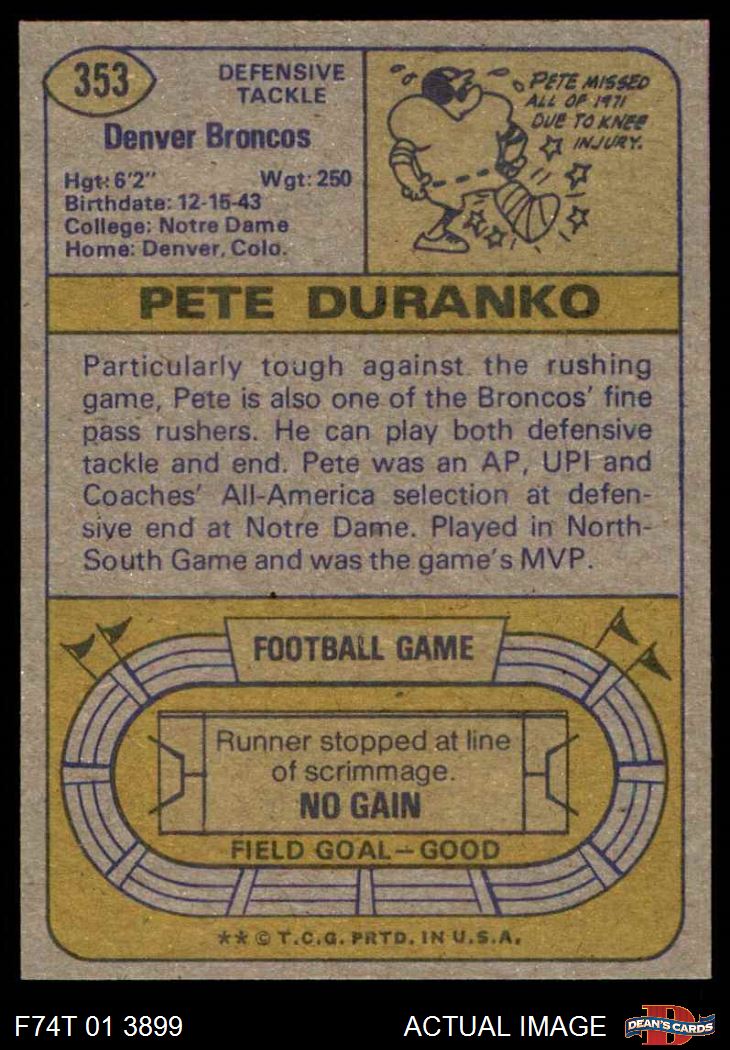 353
DEFENSIVE
TACKLE
Denver Broncos
Hgt: 6'2" Wgt: 250
Birthdate: 12-15-43
College: Notre Dame
Home: Denver, Colo.
PETE MISSED
ALL OF 1971
DUE TO KNEE
INJURY.
PETE DURANKO
Particularly tough against the rushing
game, Pete is also one of the Broncos' fine
pass rushers. He can play both defensive
tackle and end. Pete was an AP, UPI and
Coaches' All-America selection at defen-
sive end at Notre Dame. Played in North-
South Game and was the game's MVP.
FOOTBALL GAME
Runner stopped at line
of scrimmage.
NO GAIN
FIELD GOAL—GOOD
** © T.C.G. PRTD. IN U.S.A.
F74T 01 3899 ACTUAL IMAGE
D
DEAN'S CARDS